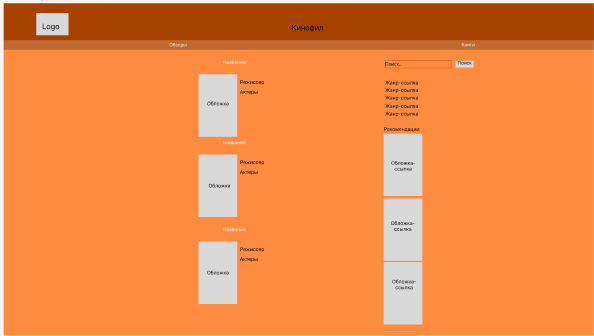 Logo
Кинофил
Обзоры
Книги
Название
Обложка
Режиссер
Актеры
Название
Обложка
Режиссер
Актеры
Название
Обложка
Режиссер
Актеры
Поиск...
Поиск
Жанр-ссылка
Жанр-ссылка
Жанр-ссылка
Жанр-ссылка
Жанр-ссылка
Рекомендации
Обложка-
ссылка
Обложка-
ссылка
Обложка-
ссылка